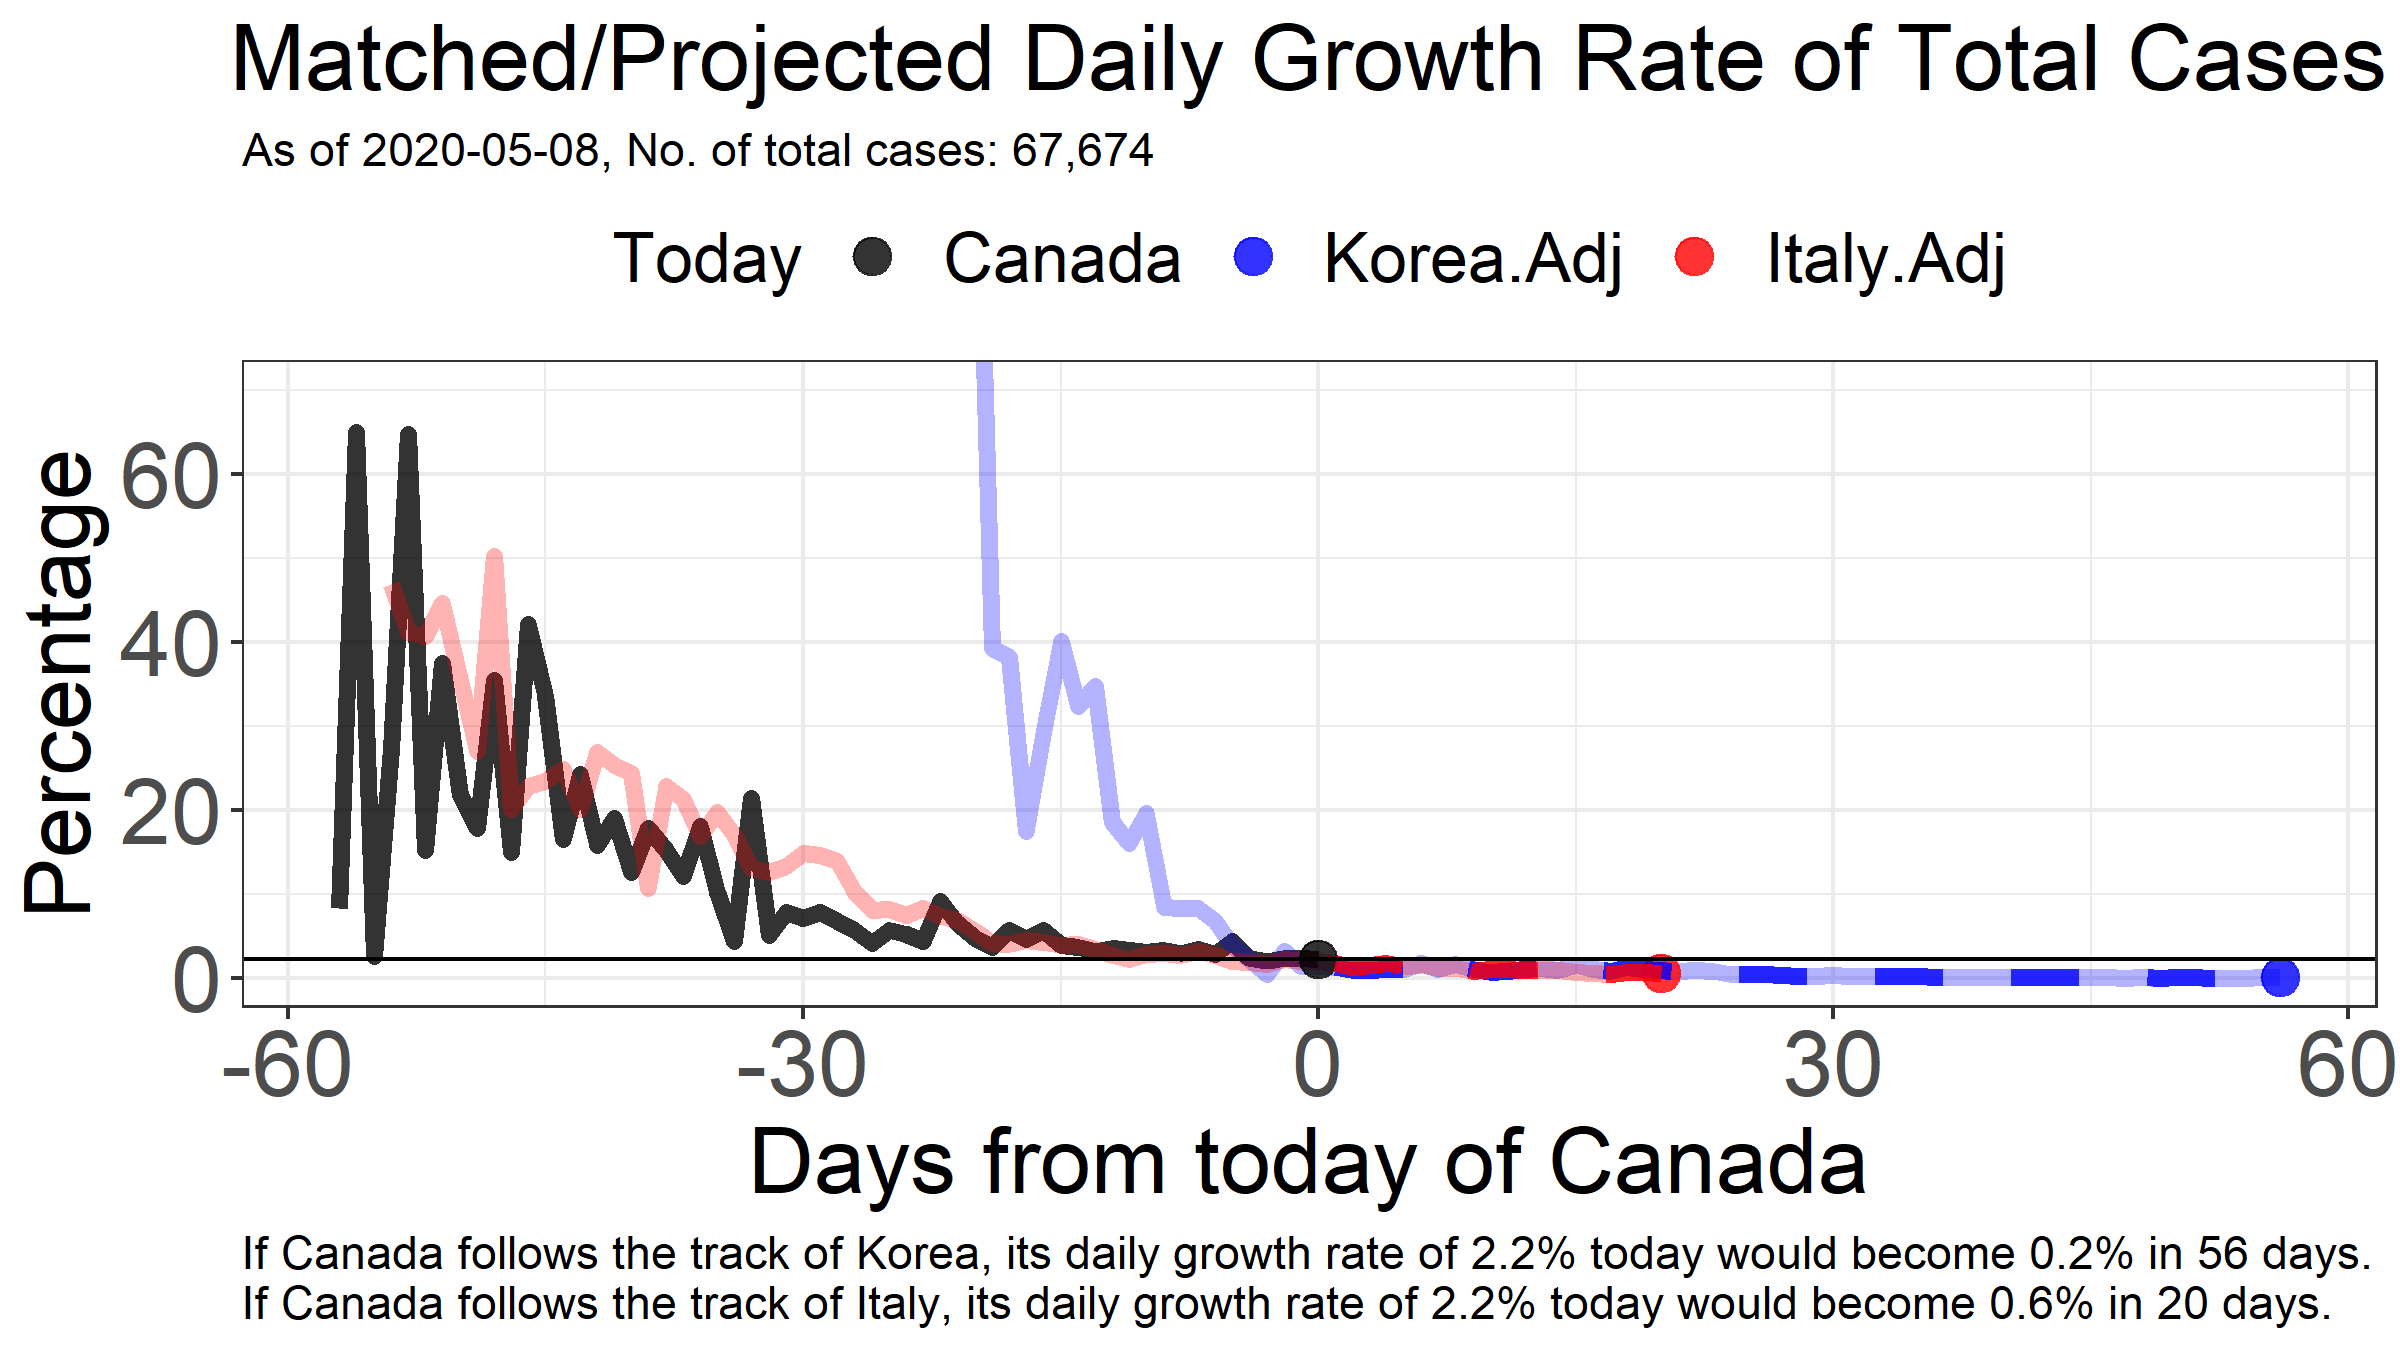 Matched/Projected Daily Growth Rate of Total Cases
As of 2020-05-08, No. of total cases: 67,674
Today Canada Korea.Adj Italy.Adj
Percentage
60
40
20
0
-60 -30 0 30 60
Days from today of Canada
If Canada follows the track of Korea, its daily growth rate of 2.2% today would become 0.2% in 56 days.
If Canada follows the track of Italy, its daily growth rate of 2.2% today would become 0.6% in 20 days.